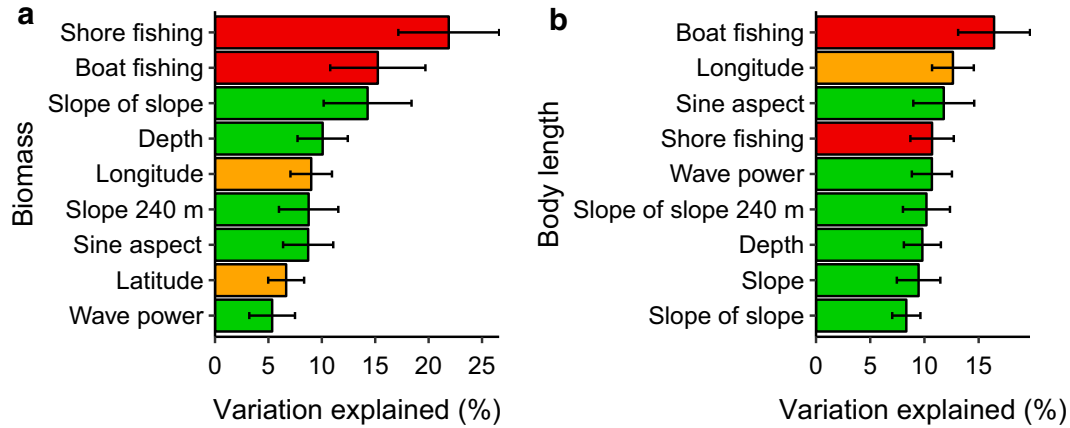 a
Biomass
Shore fishing
Boat fishing
Slope of slope
Depth
Longitude
Slope 240 m
Sine aspect
Latitude
Wave power
0 5 10 15 20 25
Variation explained (%)
b
Body length
Boat fishing
Longitude
Sine aspect
Shore fishing
Wave power
Slope of slope 240 m
Depth
Slope
Slope of slope
0 5 10 15
Variation explained (%)